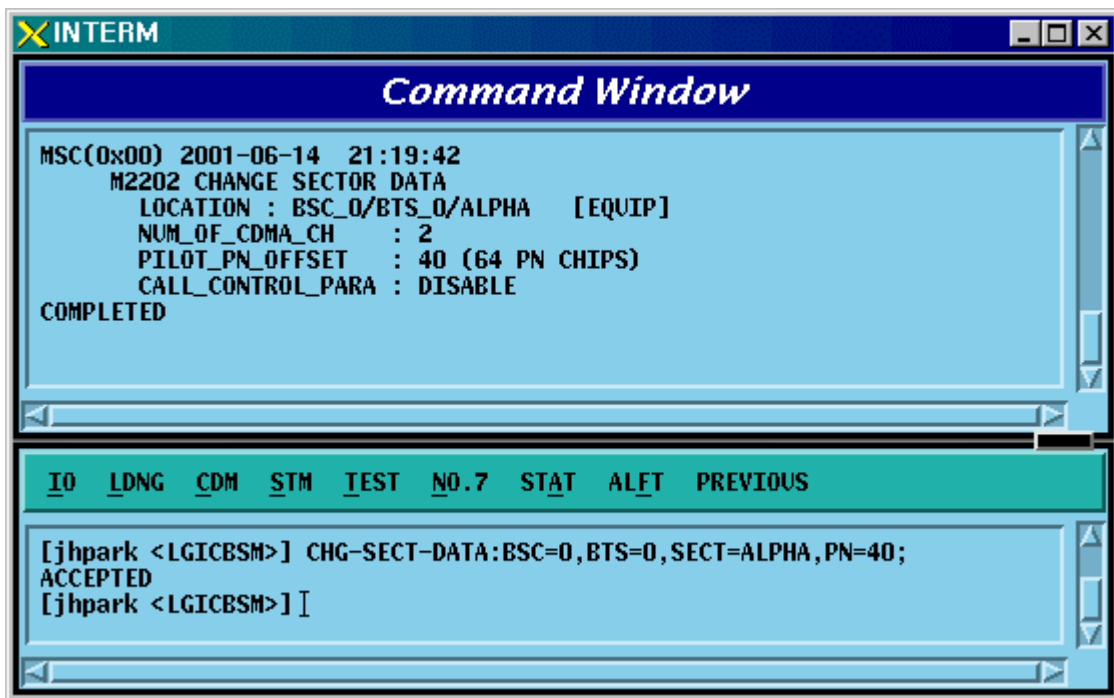 INTERM
Command Window
MSC(0x00) 2001-06-14 21:19:42
M2202 CHANGE SECTOR DATA
LOCATION : BSC_0/BTS_0/ALPHA [EQUIP]
NUM_OF_CDMA_CH : 2
PILOT_PN_OFFSET : 40 (64 PN CHIPS)
CALL_CONTROL_PARA : DISABLE
COMPLETED
IO LDNG CDM STM TEST NO.7 STAT ALFT PREVIOUS
[jhpark <LGICBSM>] CHG-SECT-DATA:BSC=0,BTS=0,SECT=ALPHA,PN=40;
ACCEPTED
[jhpark <LGICBSM>]